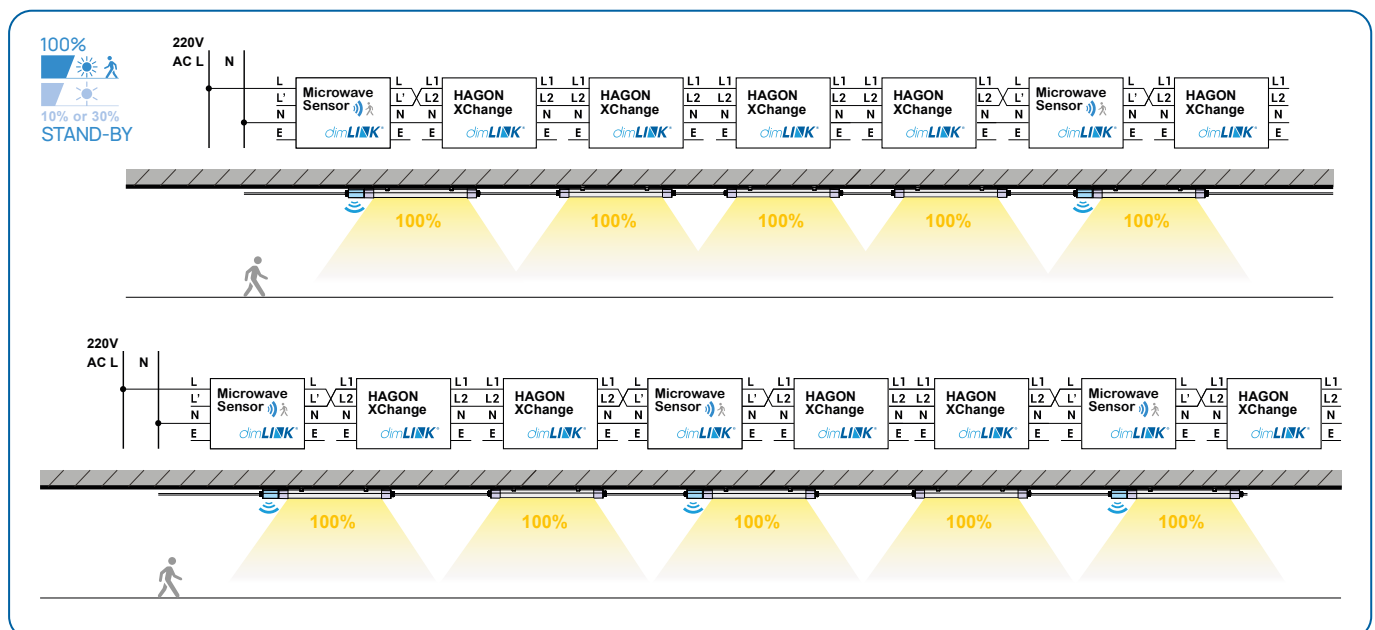 100%
10% or 30%
STAND-BY
220V
AC L N
L L L1 L1 L1 L1 L1 L1 L1 L1 L L L1 L1
Microwave Sensor
HAGON XChange
HAGON XChange
HAGON XChange
HAGON XChange
Microwave Sensor
HAGON XChange
L' L' L2 L2 L2 L2 L2 L2 L2 L2 L' L' L2 L2
N N N N N N N N N N N N N N
E E E E E E E E E E E E E E
dimLINK®
dimLINK®
dimLINK®
dimLINK®
dimLINK®
dimLINK®
dimLINK®
100% 100% 100% 100% 100%
220V
AC L N
L L L1 L1 L1 L1 L L L1 L1 L1 L1 L L L1 L1
Microwave Sensor
HAGON XChange
HAGON XChange
Microwave Sensor
HAGON XChange
HAGON XChange
Microwave Sensor
HAGON XChange
L' L' L2 L2 L2 L2 L' L' L2 L2 L2 L2 L' L' L2 L2
N N N N N N N N N N N N N N N N
E E E E E E E E E E E E E E E E
dimLINK®
dimLINK®
dimLINK®
dimLINK®
dimLINK®
dimLINK®
dimLINK®
dimLINK®
100% 100% 100% 100% 100%